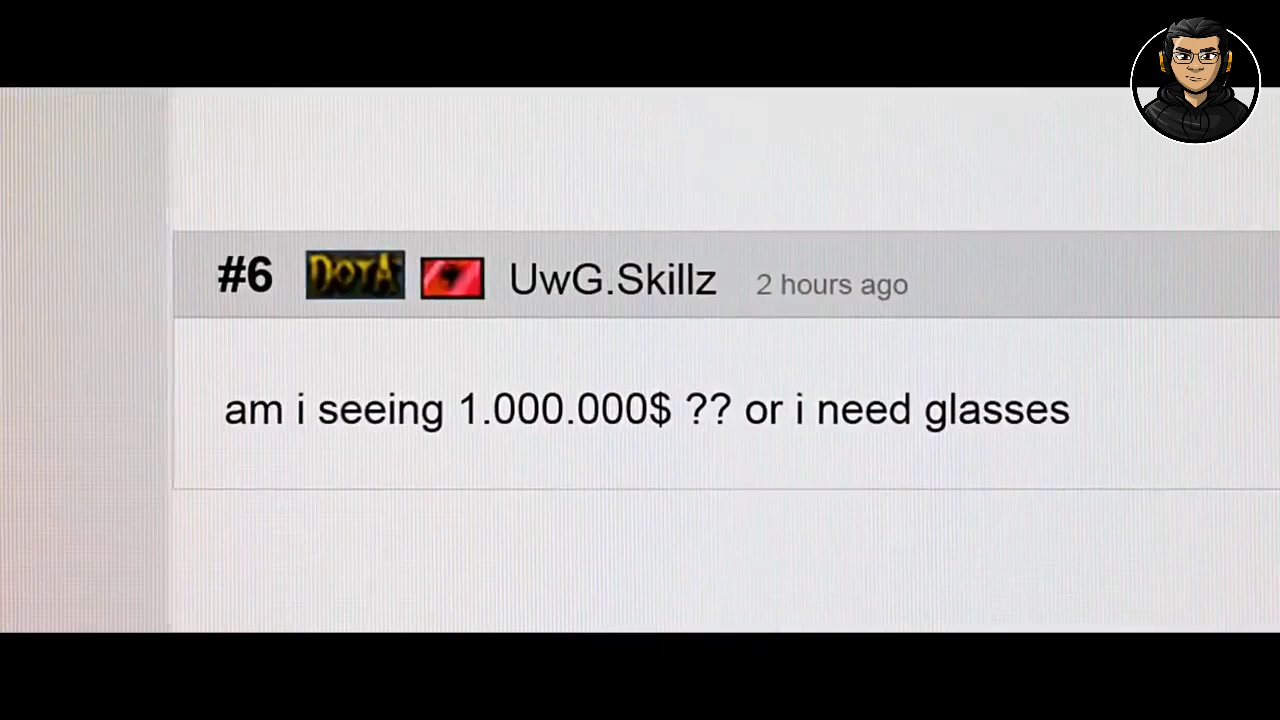 #6 DOTA UwG.Skillz 2 hours ago
am i seeing 1.000.000$ ?? or i need glasses